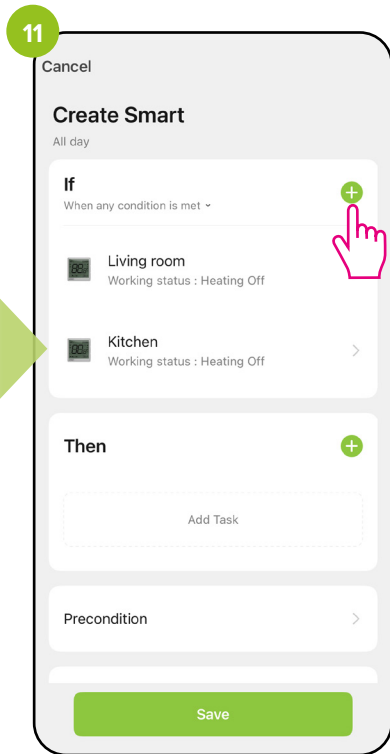 11
Cancel
Create Smart
All day
If
When any condition is met
Living room
Working status : Heating Off
Kitchen
Working status : Heating Off
Then
Add Task
Precondition
Save